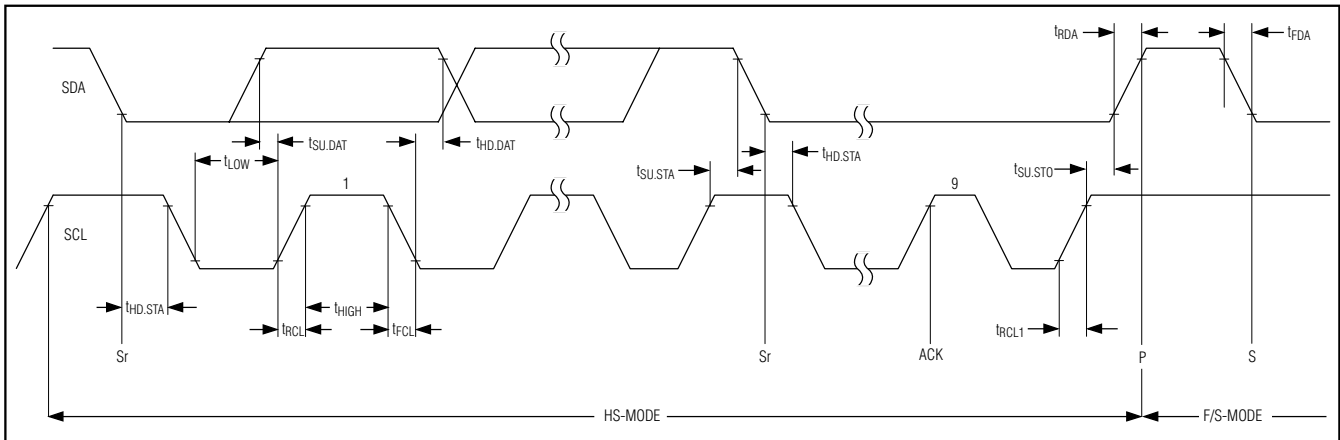 tRDA
tFDA
SDA
tSU.DAT
tHD.DAT
tLOW
tHD.STA
tSU.STA
tSU.STO
1
9
SCL
tHD.STA
tHIGH
tRCL
tFCL
tRCL1
Sr
Sr
ACK
P
S
HS-MODE
F/S-MODE